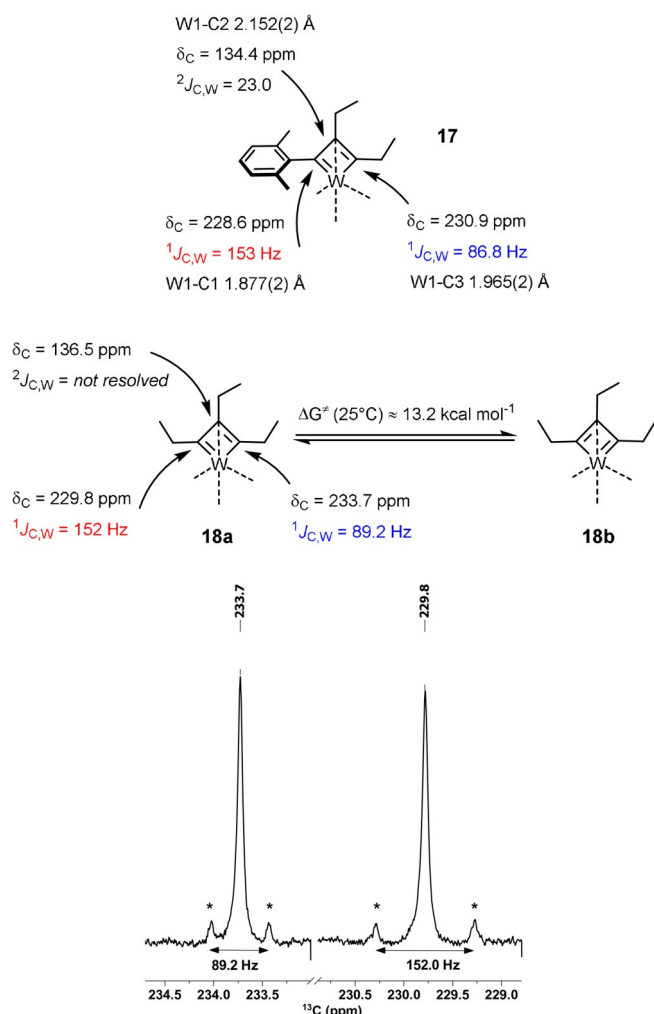 W1-C2 2.152(2) Å
δC = 134.4 ppm
²JC,W = 23.0
17
W
δC = 228.6 ppm
¹JC,W = 153 Hz
W1-C1 1.877(2) Å
δC = 230.9 ppm
¹JC,W = 86.8 Hz
W1-C3 1.965(2) Å
δC = 136.5 ppm
²JC,W = not resolved
ΔG≠ (25°C) ≈ 13.2 kcal mol⁻¹
W
W
δC = 229.8 ppm
¹JC,W = 152 Hz
18a
δC = 233.7 ppm
¹JC,W = 89.2 Hz
18b
233.7
229.8
* * * *
89.2 Hz
152.0 Hz
234.5 234.0 233.5 230.5 230.0 229.5 229.0
¹³C (ppm)